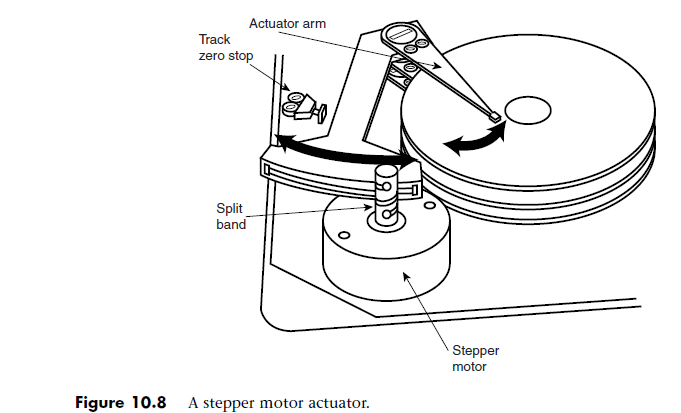 Actuator arm
Track
zero stop
Split
band
Stepper
motor
Figure 10.8 A stepper motor actuator.